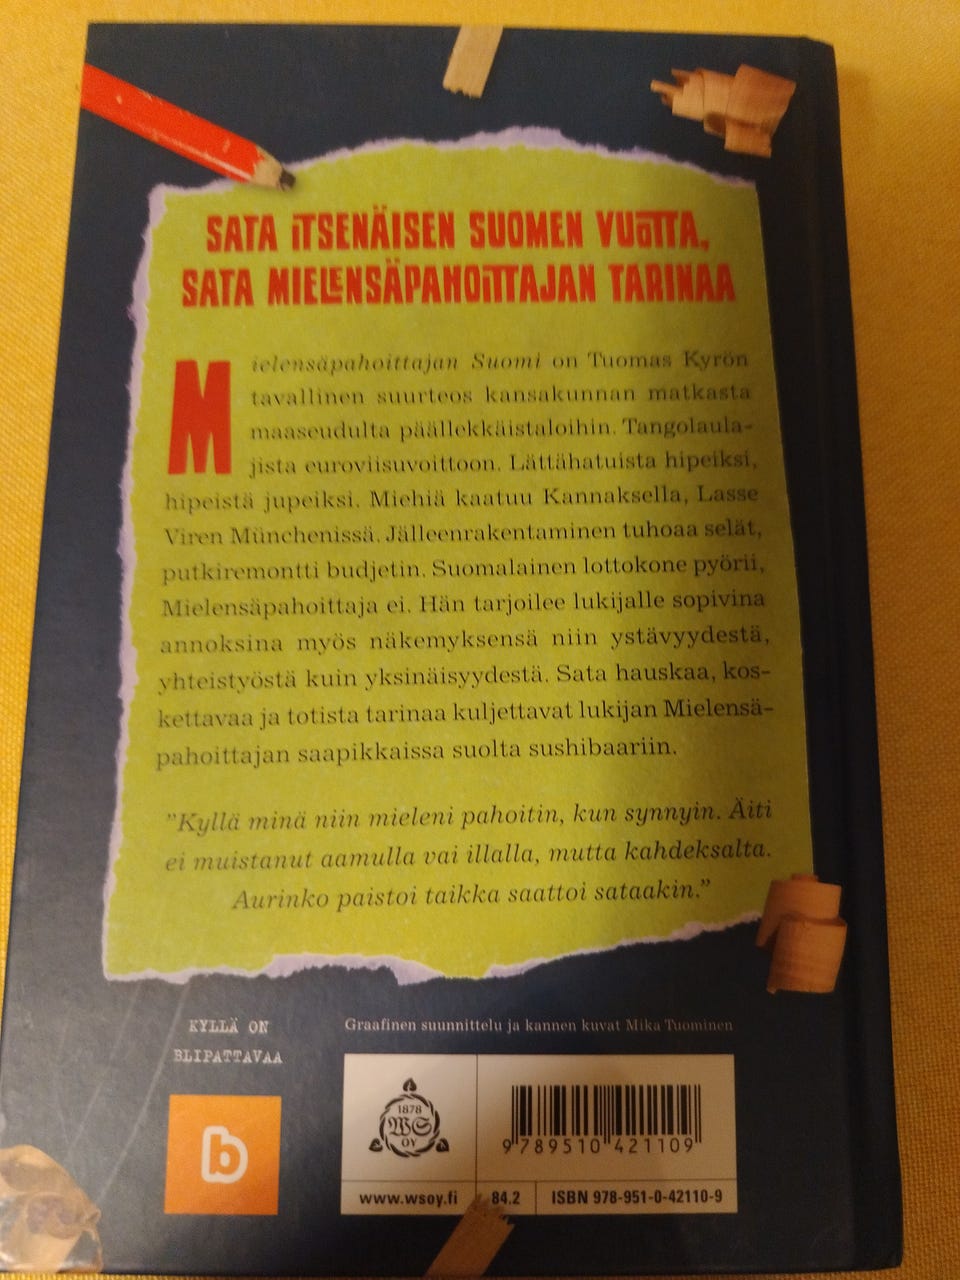 SATA ITSENÄISEN SUOMEN VUOTTA,
SATA MIELENSÄPAHOITTAJAN TARINAA
Mielensäpahoittajan Suomi on Tuomas Kyrön
tavallinen suurteos kansakunnan matkasta
maaseudulta päällekkäistaloihin. Tangolaula-
jista euroviisuvoittoon. Lättähatuista hipeiksi,
hipeistä jupeiksi. Miehiä kaatuu Kannaksella, Lasse
Viren Münchenissä. Jälleenrakentaminen tuhoaa selät,
putkiremontti budjetin. Suomalainen lottokone pyörii,
Mielensäpahoittaja ei. Hän tarjoilee lukijalle sopivina
annoksina myös näkemyksensä niin ystävyydestä,
yhteistyöstä kuin yksinäisyydestä. Sata hauskaa, kos-
kettavaa ja totista tarinaa kuljettavat lukijan Mielensä-
pahoittajan saapikkaissa suolta sushibaariin.
”Kyllä minä niin mieleni pahoitin, kun synnyin. Äiti
ei muistanut aamulla vai illalla, mutta kahdeksalta.
Aurinko paistoi taikka saattoi sataakin.”
KYLLÄ ON
BLIPATTAVAA
b
Graafinen suunnittelu ja kannen kuvat Mika Tuominen
1878
WS
OY
9 789510 421109
www.wsoy.fi
84.2
ISBN 978-951-0-42110-9